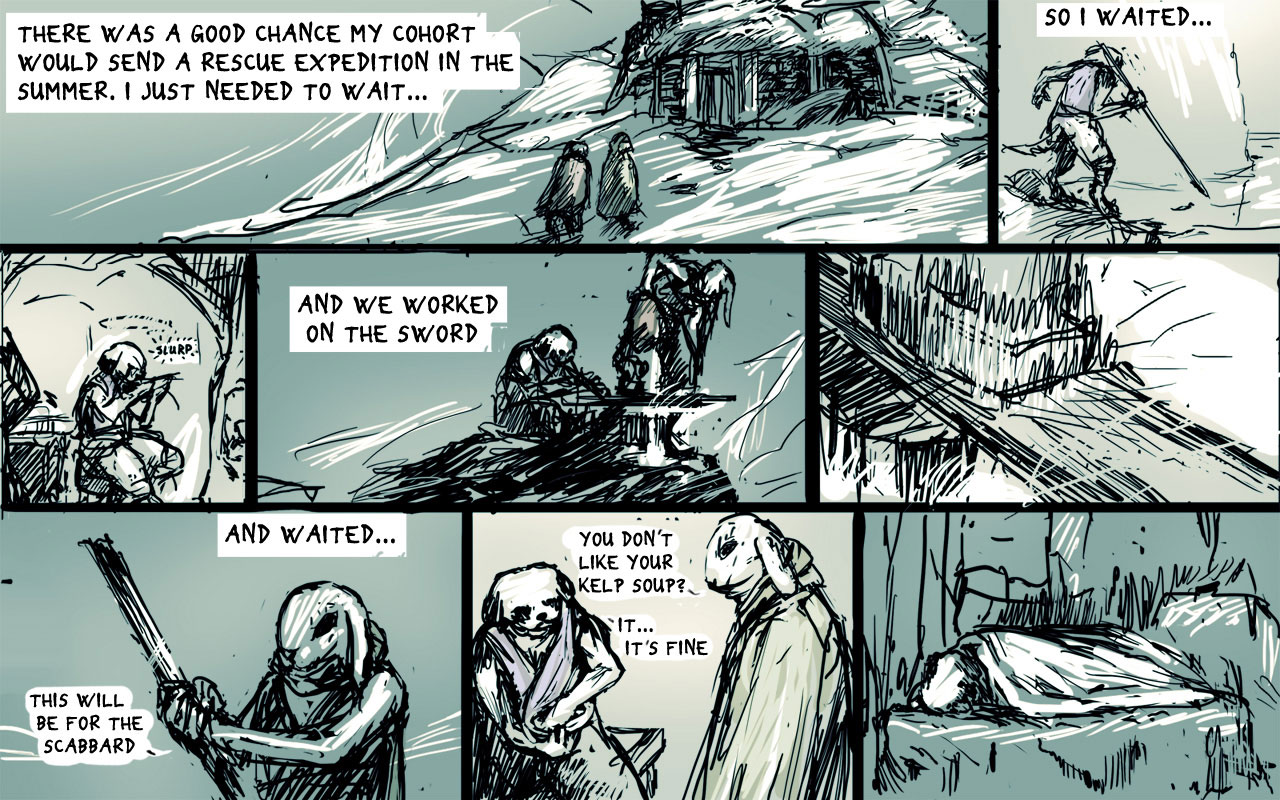 THERE WAS A GOOD CHANCE MY COHORT
WOULD SEND A RESCUE EXPEDITION IN THE
SUMMER. I JUST NEEDED TO WAIT...
SO I WAITED...
SLURP
AND WE WORKED
ON THE SWORD
AND WAITED...
THIS WILL
BE FOR THE
SCABBARD
YOU DON'T
LIKE YOUR
KELP SOUP?
IT...
IT'S FINE